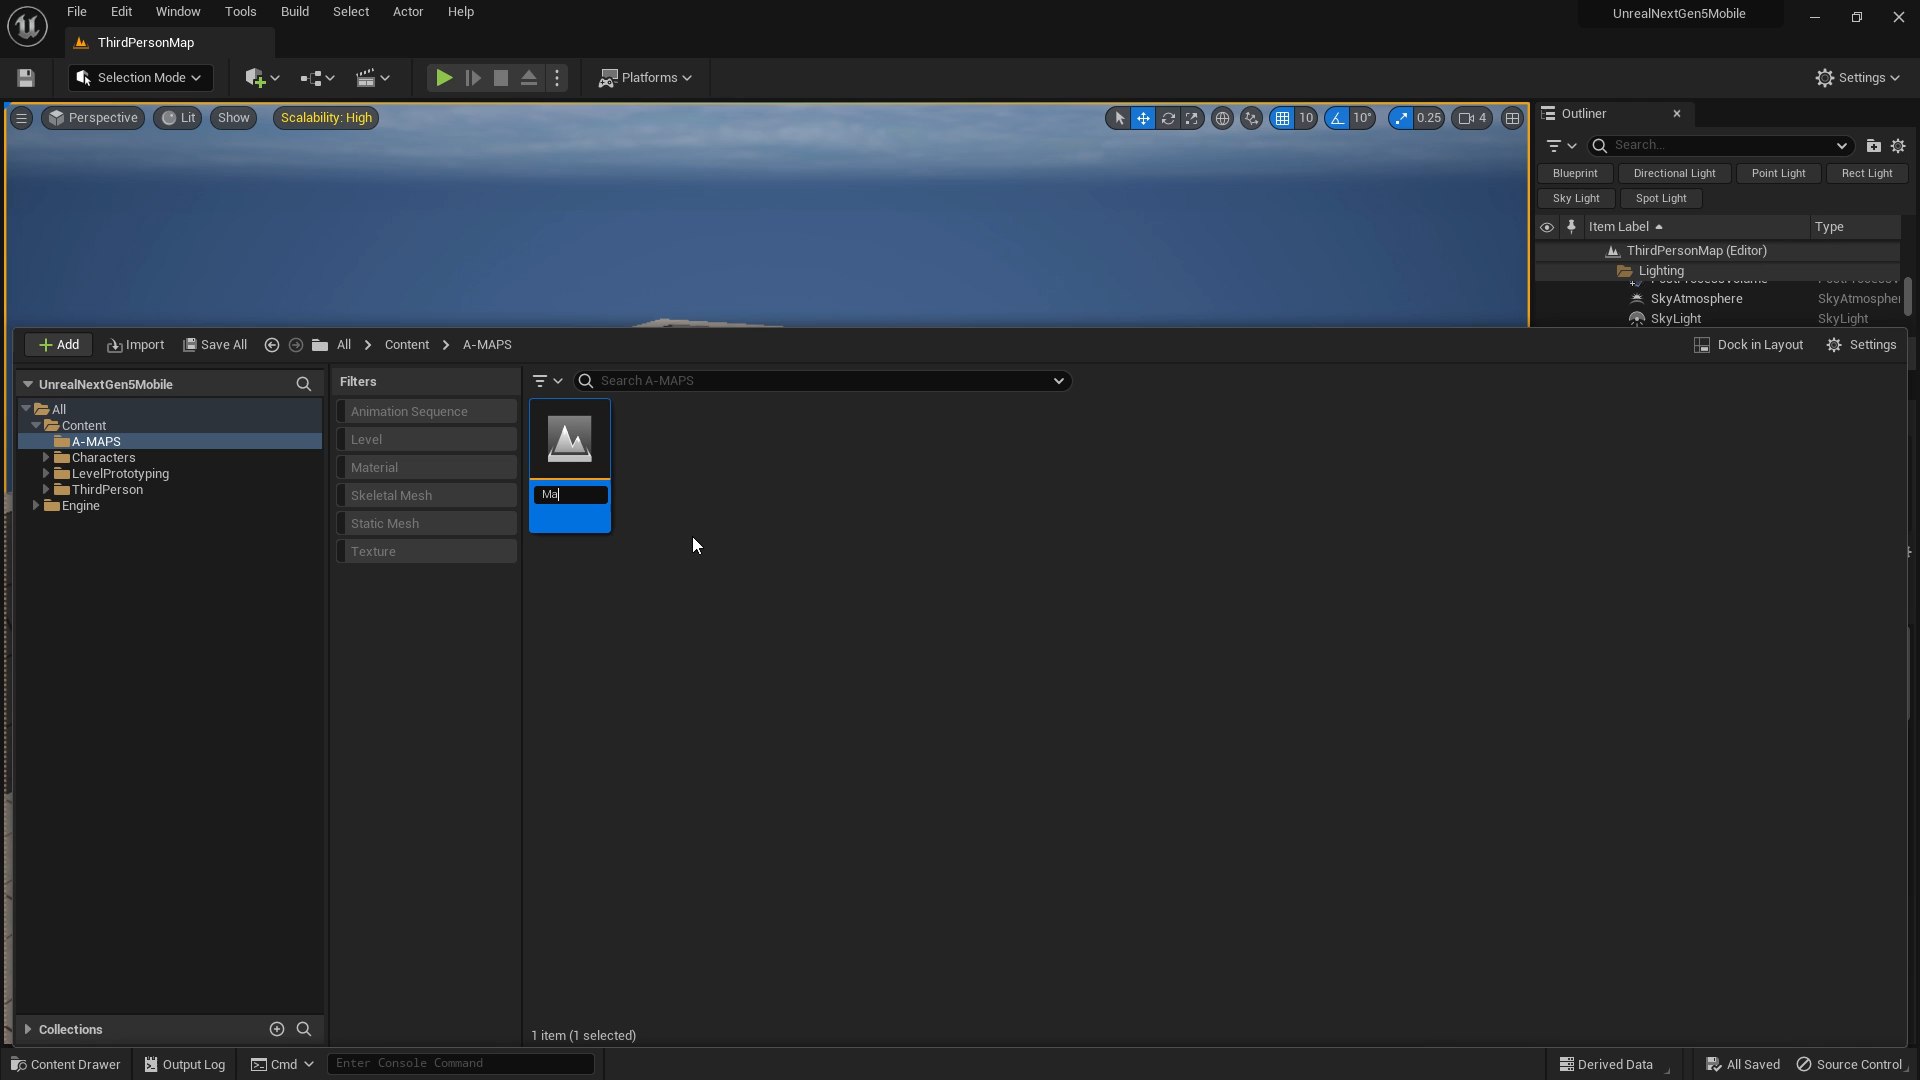 File Edit Window Tools Build Select Actor Help
UnrealNextGen5Mobile
ThirdPersonMap
Selection Mode
Platforms
Settings
Perspective Lit Show Scalability: High
10 10° 0.25 4
Outliner
Search...
Blueprint Directional Light Point Light Rect Light
Sky Light Spot Light
Item Label Type
ThirdPersonMap (Editor)
Lighting
SkyAtmosphere SkyAtmospher
SkyLight SkyLight
Add Import Save All All Content A-MAPS Dock in Layout Settings
UnrealNextGen5Mobile
All
Content
A-MAPS
Characters
LevelPrototyping
ThirdPerson
Engine
Filters
Animation Sequence
Level
Material
Skeletal Mesh
Static Mesh
Texture
Search A-MAPS
Ma
1 item (1 selected)
Collections
Content Drawer Output Log Cmd Enter Console Command Derived Data All Saved Source Control